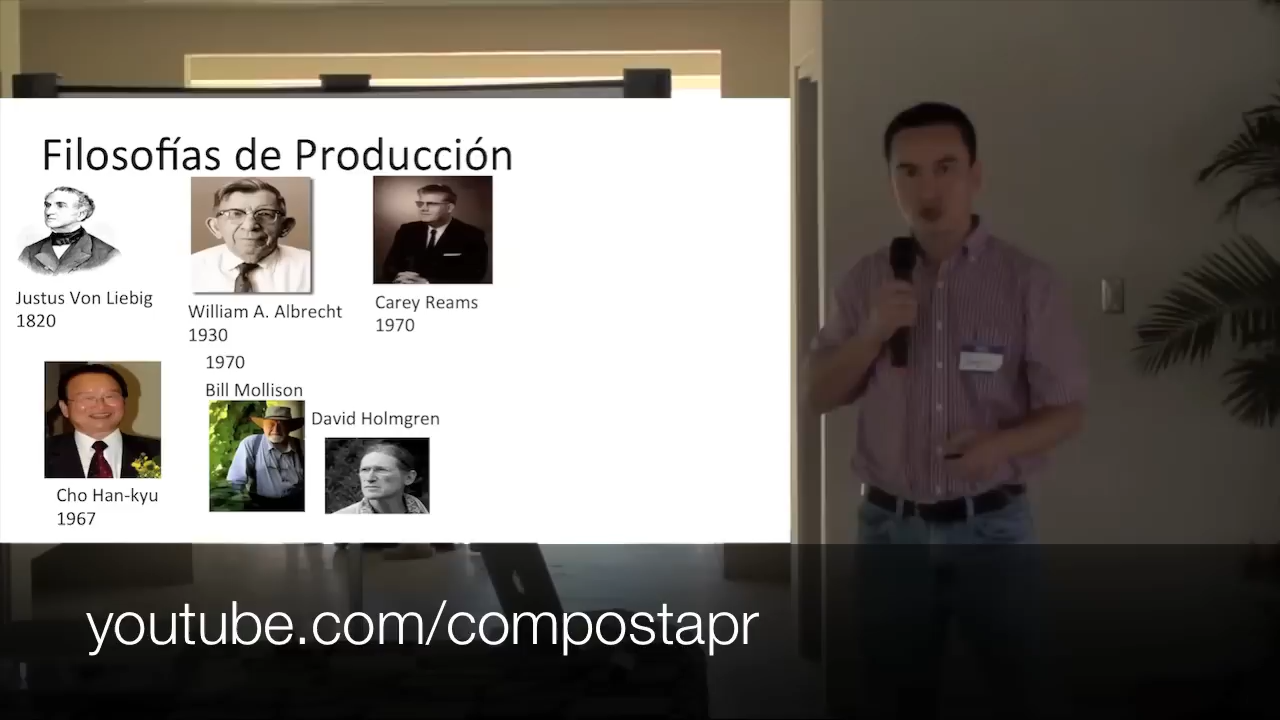 Filosofías de Producción
Justus Von Liebig
1820
William A. Albrecht
1930
Carey Reams
1970
Cho Han-kyu
1967
1970
Bill Mollison
David Holmgren
youtube.com/compostapr